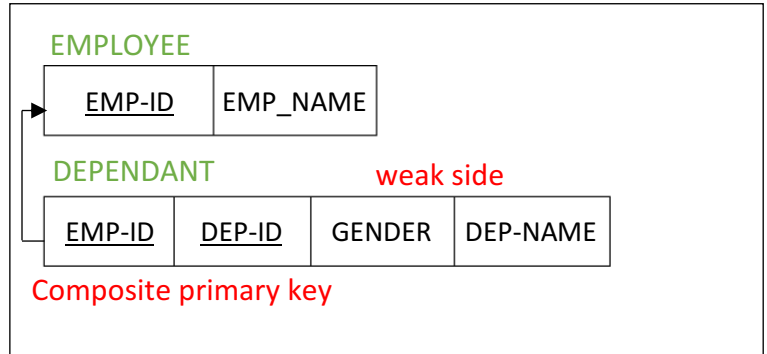 EMPLOYEE
EMP-ID EMP_NAME
DEPENDANT weak side
EMP-ID DEP-ID GENDER DEP-NAME
Composite primary key